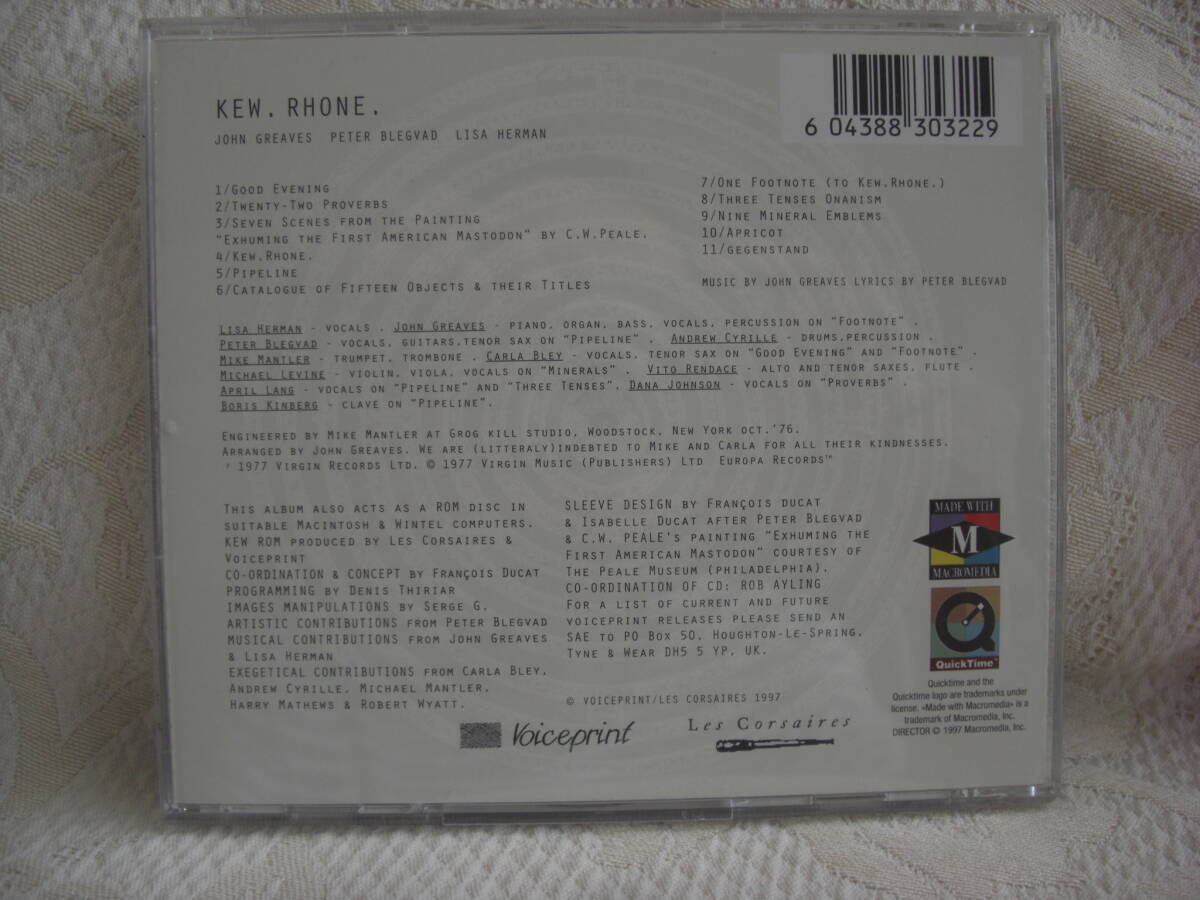 KEW. RHONE.
JOHN GREAVES PETER BLEGVAD LISA HERMAN
6 04388 303229
1/GOOD EVENING
2/TWENTY-TWO PROVERBS
3/SEVEN SCENES FROM THE PAINTING
"EXHUMING THE FIRST AMERICAN MASTODON" BY C.W.PEALE.
4/KEW.RHONE.
5/PIPELINE
6/CATALOGUE OF FIFTEEN OBJECTS & THEIR TITLES
7/ONE FOOTNOTE (TO KEW.RHONE.)
8/THREE TENSES ONANISM
9/NINE MINERAL EMBLEMS
10/APRICOT
11/GEGENSTAND
MUSIC BY JOHN GREAVES LYRICS BY PETER BLEGVAD
LISA HERMAN - VOCALS . JOHN GREAVES - PIANO. ORGAN. BASS. VOCALS. PERCUSSION ON "FOOTNOTE" .
PETER BLEGVAD - VOCALS. GUITARS.TENOR SAX ON "PIPELINE" . ANDREW CYRILLE - DRUMS.PERCUSSION .
MIKE MANTLER - TRUMPET. TROMBONE . CARLA BLEY - VOCALS. TENOR SAX ON "GOOD EVENING" AND "FOOTNOTE" .
MICHAEL LEVINE - VIOLIN. VIOLA. VOCALS ON "MINERALS" . VITO RENDACE - ALTO AND TENOR SAXES. FLUTE .
APRIL LANG - VOCALS ON "PIPELINE" AND "THREE TENSES". DANA JOHNSON - VOCALS ON "PROVERBS" .
BORIS KINBERG - CLAVE ON "PIPELINE".
ENGINEERED BY MIKE MANTLER AT GROG KILL STUDIO. WOODSTOCK. NEW YORK OCT.'76.
ARRANGED BY JOHN GREAVES. WE ARE (LITTERALY)INDEBTED TO MIKE AND CARLA FOR ALL THEIR KINDNESSES.
' 1977 VIRGIN RECORDS LTD. © 1977 VIRGIN MUSIC (PUBLISHERS) LTD EUROPA RECORDS™
THIS ALBUM ALSO ACTS AS A ROM DISC IN
SUITABLE MACINTOSH & WINTEL COMPUTERS.
KEW ROM PRODUCED BY LES CORSAIRES &
VOICEPRINT
CO-ORDINATION & CONCEPT BY FRANÇOIS DUCAT
PROGRAMMING BY DENIS THIRIAR
IMAGES MANIPULATIONS BY SERGE G.
ARTISTIC CONTRIBUTIONS FROM PETER BLEGVAD
MUSICAL CONTRIBUTIONS FROM JOHN GREAVES
& LISA HERMAN
EXEGETICAL CONTRIBUTIONS FROM CARLA BLEY.
ANDREW CYRILLE. MICHAEL MANTLER.
HARRY MATHEWS & ROBERT WYATT.
SLEEVE DESIGN BY FRANÇOIS DUCAT
& ISABELLE DUCAT AFTER PETER BLEGVAD
& C.W. PEALE'S PAINTING "EXHUMING THE
FIRST AMERICAN MASTODON" COURTESY OF
THE PEALE MUSEUM (PHILADELPHIA).
CO-ORDINATION OF CD: ROB AYLING
FOR A LIST OF CURRENT AND FUTURE
VOICEPRINT RELEASES PLEASE SEND AN
SAE TO PO BOX 50. HOUGHTON-LE-SPRING.
TYNE & WEAR DH5 5 YP. UK.
© VOICEPRINT/LES CORSAIRES 1997
Voiceprint
Les Corsaires
MADE WITH
M
MACROMEDIA
QuickTime™
Quicktime and the
Quicktime logo are trademarks under
license. «Made with Macromedia» is a
trademark of Macromedia, Inc.
DIRECTOR © 1997 Macromedia, Inc.